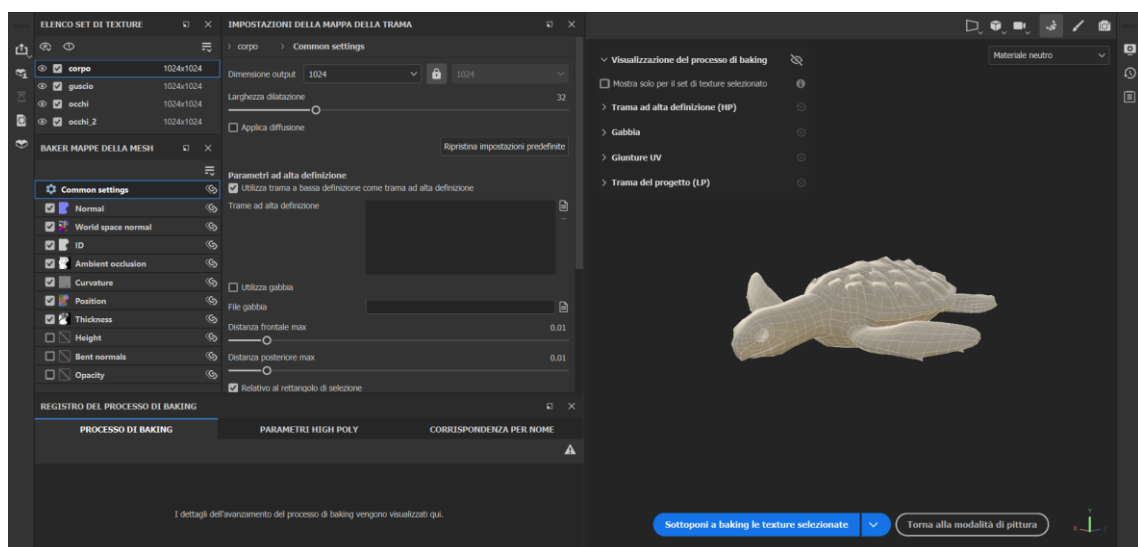 ELENCO SET DI TEXTURE
corpo 1024x1024
guscio 1024x1024
occhi 1024x1024
occhi_2 1024x1024
BAKER MAPPE DELLA MESH
Common settings
Normal
World space normal
ID
Ambient occlusion
Curvature
Position
Thickness
Height
Bent normals
Opacity
IMPOSTAZIONI DELLA MAPPA DELLA TRAMA
> corpo > Common settings
Dimensione output 1024 1024
Larghezza dilatazione 32
Applica diffusione
Ripristina impostazioni predefinite
Parametri ad alta definizione
Utilizza trama a bassa definizione come trama ad alta definizione
Trame ad alta definizione
Utilizza gabbia
File gabbia
Distanza frontale max 0.01
Distanza posteriore max 0.01
Relativo al rettangolo di selezione
REGISTRO DEL PROCESSO DI BAKING
PROCESSO DI BAKING PARAMETRI HIGH POLY CORRISPONDENZA PER NOME
I dettagli dell'avanzamento del processo di baking vengono visualizzati qui.
Visualizzazione del processo di baking
Mostra solo per il set di texture selezionato
Trama ad alta definizione (HP)
Gabbia
Giunture UV
Trama del progetto (LP)
Materiale neutro
Sottoponi a baking le texture selezionate
Torna alla modalità di pittura